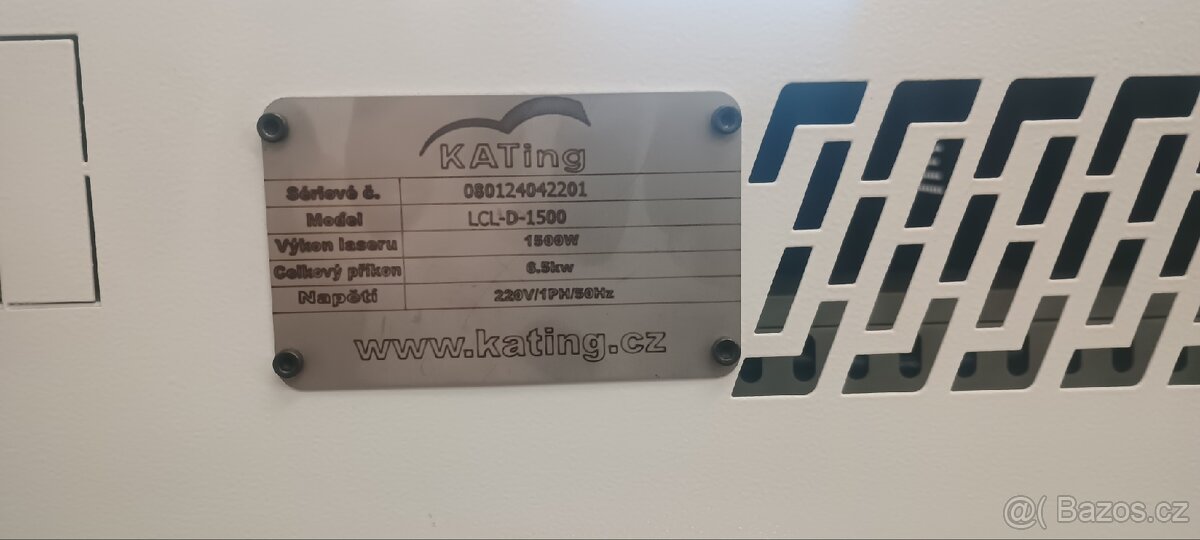 KATing
Sériové č. 080124042201
Model LCL-D-1500
Výkon laseru 1500W
Celkový příkon 6.5kw
Napětí 220V/1PH/50Hz
www.kating.cz
@( Bazos.cz